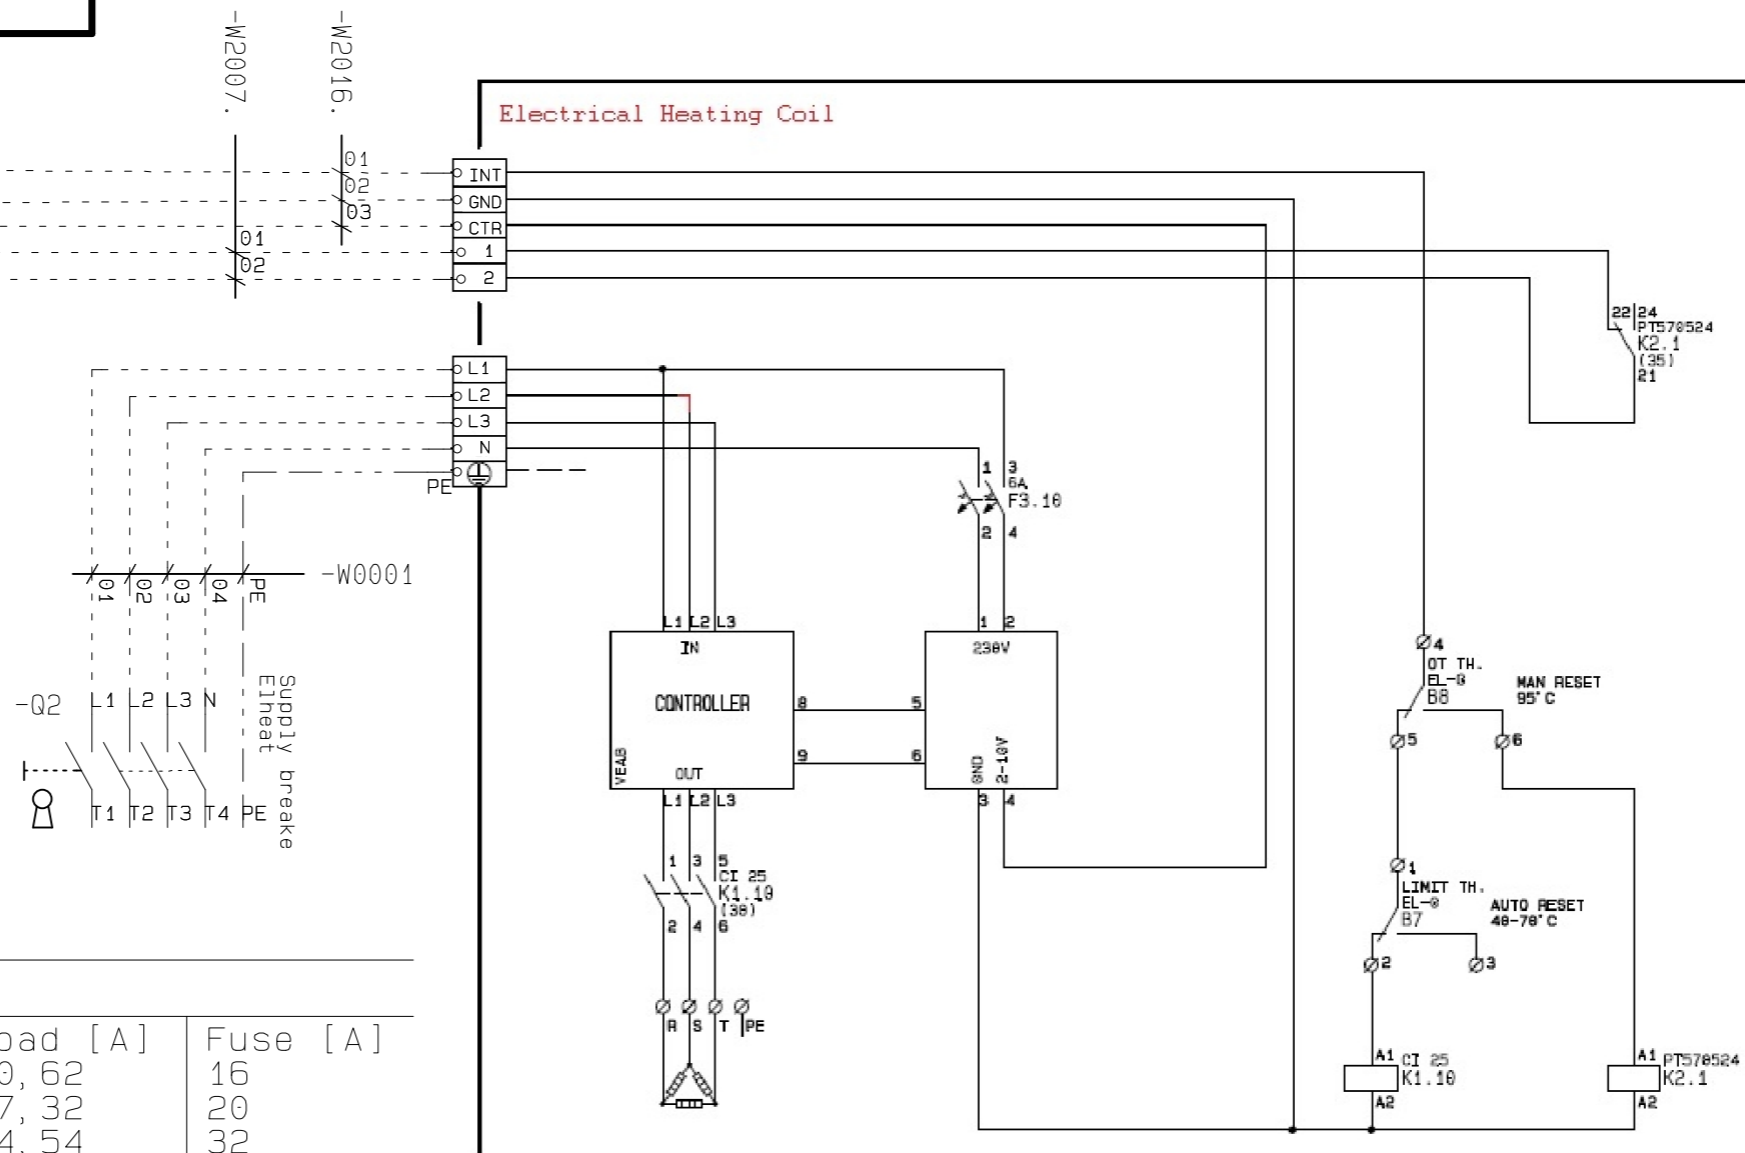 -W2007.
-W2016.
Electrical Heating Coil
01
02
03
01
02
INT
GND
CTR
1
2
22 24
PT570524
K2.1
(35)
21
L1
L2
L3
N
PE
1 3
6A
F3.10
2 4
-W0001
01 02 03 04 PE
L1 L2 L3
IN
CONTROLLER
VEAB
OUT
L1 L2 L3
8 5
9 6
1 2
230V
GND
2-10V
3 4
4
OT TH.
EL-0
B8
MAN RESET
95°C
5 6
-Q2 L1 L2 L3 N
Supply breake
Elheat
T1 T2 T3 T4 PE
1 3 5
CI 25
K1.10
(30)
2 4 6
1
LIMIT TH.
EL-0
B7
AUTO RESET
40-70°C
2 3
R S T PE
A1 CI 25
K1.10
A2
A1 PT570524
K2.1
A2
oad [A] Fuse [A]
0,62 16
7,32 20
4,54 32